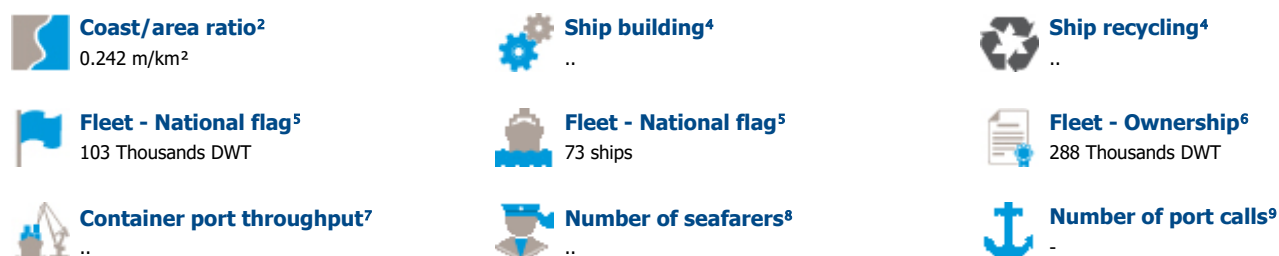 Coast/area ratio²
0.242 m/km²
Ship building⁴
..
Ship recycling⁴
..
Fleet - National flag⁵
103 Thousands DWT
Fleet - National flag⁵
73 ships
Fleet - Ownership⁶
288 Thousands DWT
Container port throughput⁷
..
Number of seafarers⁸
..
Number of port calls⁹
-